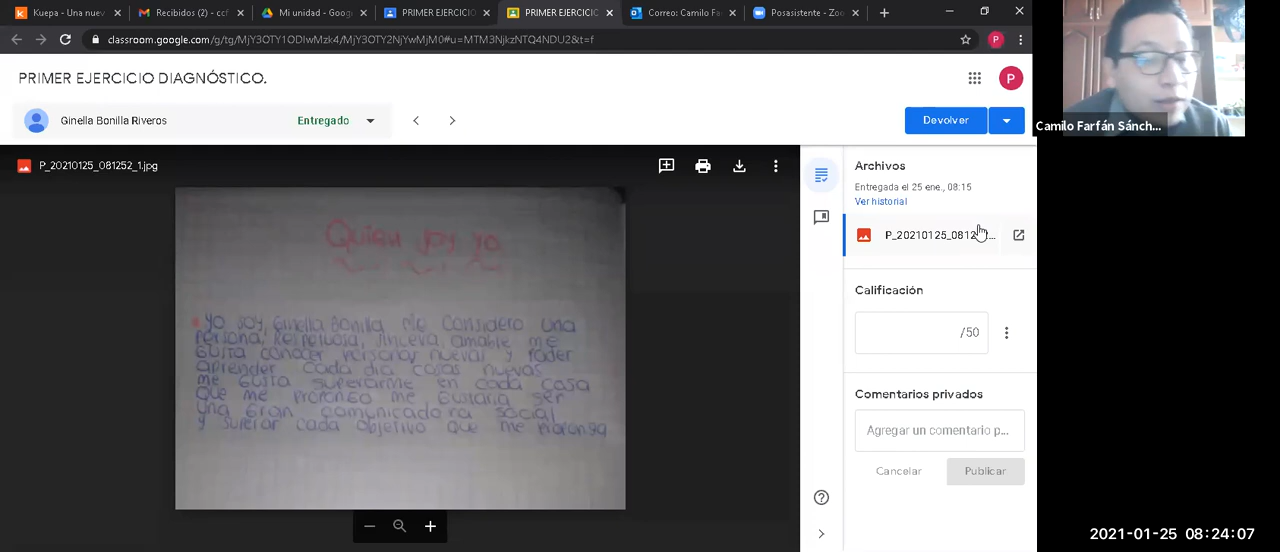 Kuepa - Una nuev
Recibidos (2) - ccf
Mi unidad - Goog
PRIMER EJERCICIO
PRIMER EJERCICIO
Correo: Camilo Fa
Posasistente - Zoo
classroom.google.com/g/tg/MjY3OTY1ODIwMzk4/MjY3OTY2NjYwMjM0#u=MTM3NjkzNTQ4NDU2&t=f
P
PRIMER EJERCICIO DIAGNÓSTICO.
P
Ginella Bonilla Riveros
Entregado
Devolver
Camilo Farfán Sánch...
P_20210125_081252_1.jpg
Quien soy yo
Yo soy, Ginella Bonilla me considero una
persona, Respetuosa, sincera, amable me
Gusta conocer personas nuevas y poder
aprender cada dia cosas nuevas
me Gusta superarme en cada cosa
que me propongo me Gustaria ser
una Gran comunicadora social
y superar cada objetivo que me proponga
Archivos
Entregada el 25 ene., 08:15
Ver historial
Calificación
/50
Comentarios privados
Agregar un comentario p...
Cancelar
Publicar
2021-01-25 08:24:07